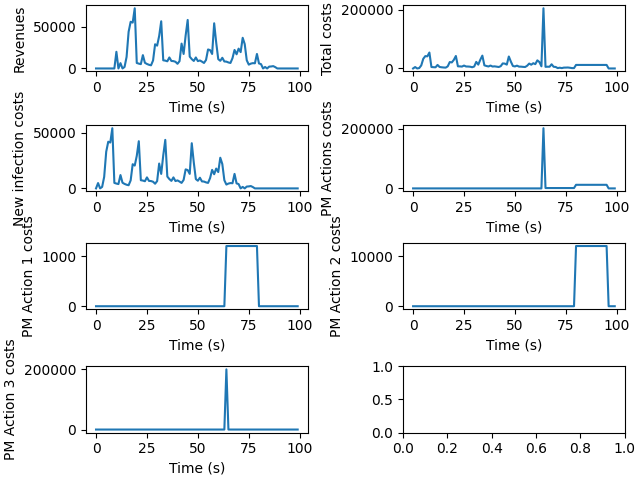 Revenues
50000
0
0 25 50 75 100
Time (s)
Total costs
200000
0
0 25 50 75 100
Time (s)
New infection costs
50000
0
0 25 50 75 100
Time (s)
PM Actions costs
200000
0
0 25 50 75 100
Time (s)
PM Action 1 costs
1000
0
0 25 50 75 100
Time (s)
PM Action 2 costs
10000
0
0 25 50 75 100
Time (s)
PM Action 3 costs
200000
0
0 25 50 75 100
Time (s)
1.0
0.5
0.0
0.0 0.2 0.4 0.6 0.8 1.0